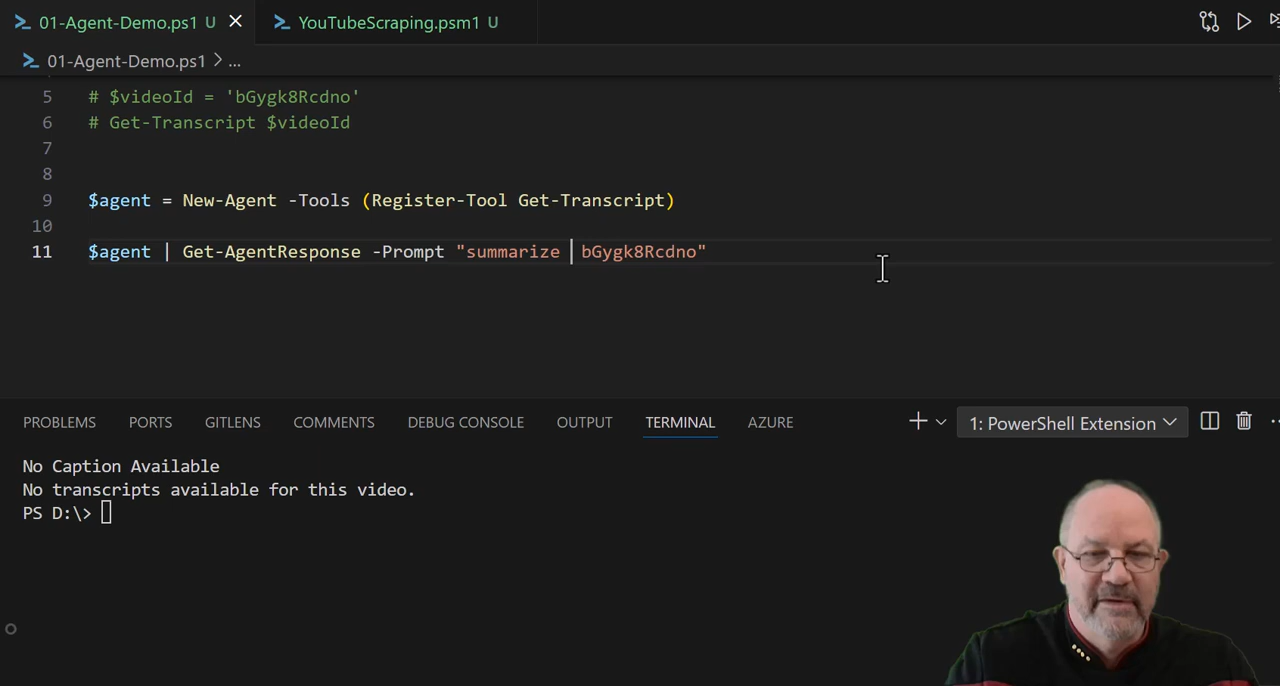 01-Agent-Demo.ps1 U
YouTubeScraping.psm1 U
01-Agent-Demo.ps1 > ...
5 # $videoId = 'bGygk8Rcdno'
6 # Get-Transcript $videoId
7
8
9 $agent = New-Agent -Tools (Register-Tool Get-Transcript)
10
11 $agent | Get-AgentResponse -Prompt "summarize bGygk8Rcdno"
PROBLEMS PORTS GITLENS COMMENTS DEBUG CONSOLE OUTPUT TERMINAL AZURE
1: PowerShell Extension
No Caption Available
No transcripts available for this video.
PS D:\>